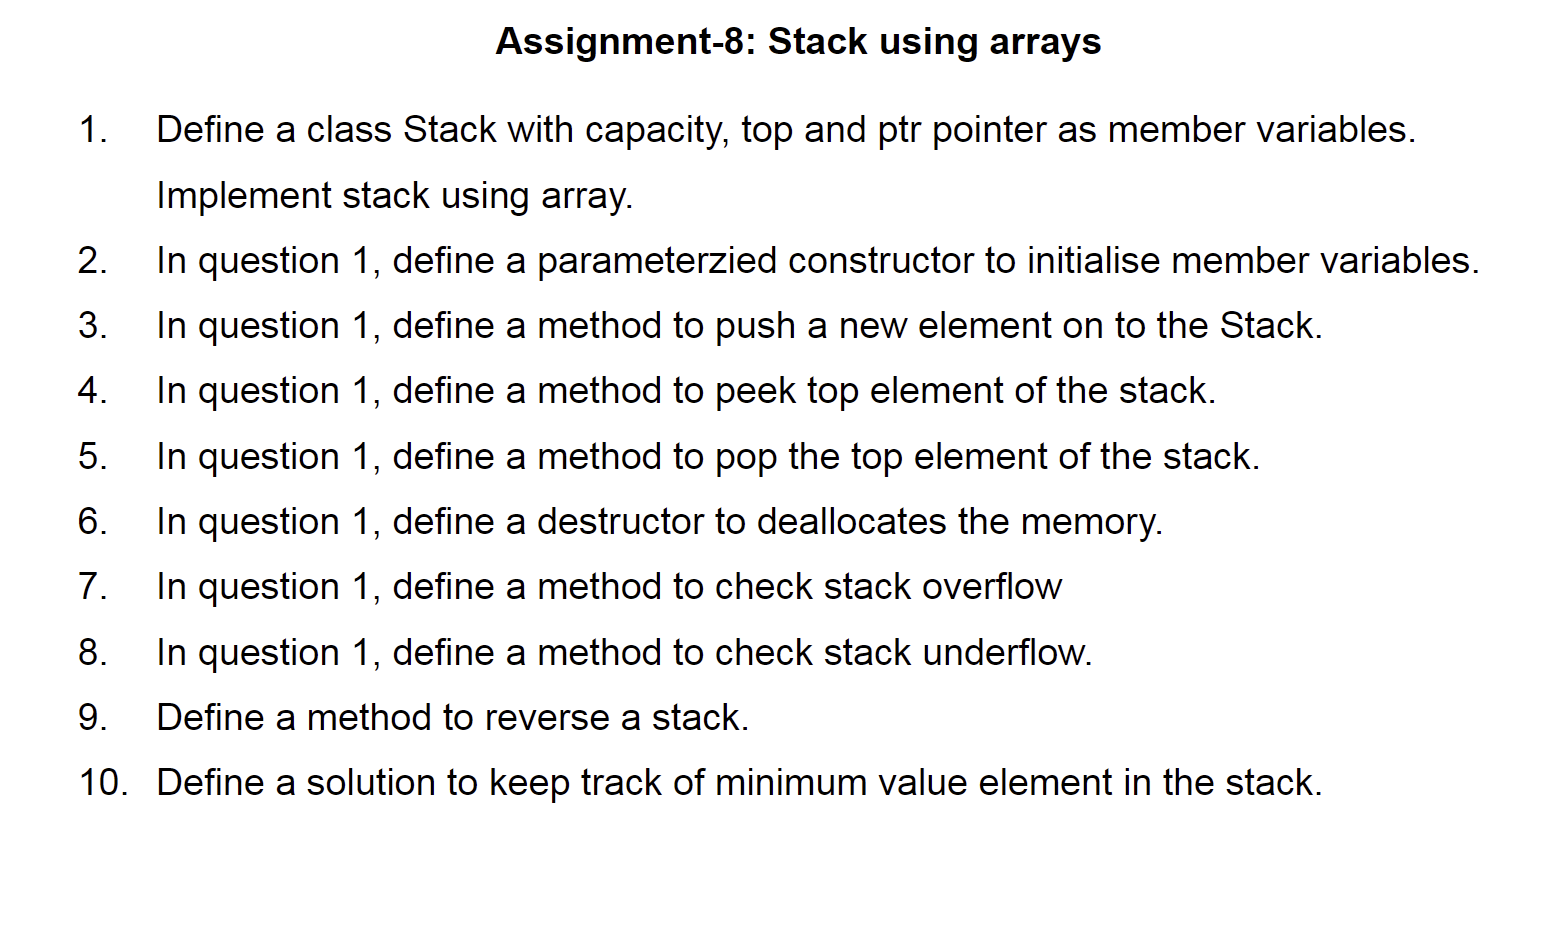 Assignment-8: Stack using arrays
1. Define a class Stack with capacity, top and ptr pointer as member variables.
Implement stack using array.
2. In question 1, define a parameterzied constructor to initialise member variables.
3. In question 1, define a method to push a new element on to the Stack.
4. In question 1, define a method to peek top element of the stack.
5. In question 1, define a method to pop the top element of the stack.
6. In question 1, define a destructor to deallocates the memory.
7. In question 1, define a method to check stack overflow
8. In question 1, define a method to check stack underflow.
9. Define a method to reverse a stack.
10. Define a solution to keep track of minimum value element in the stack.